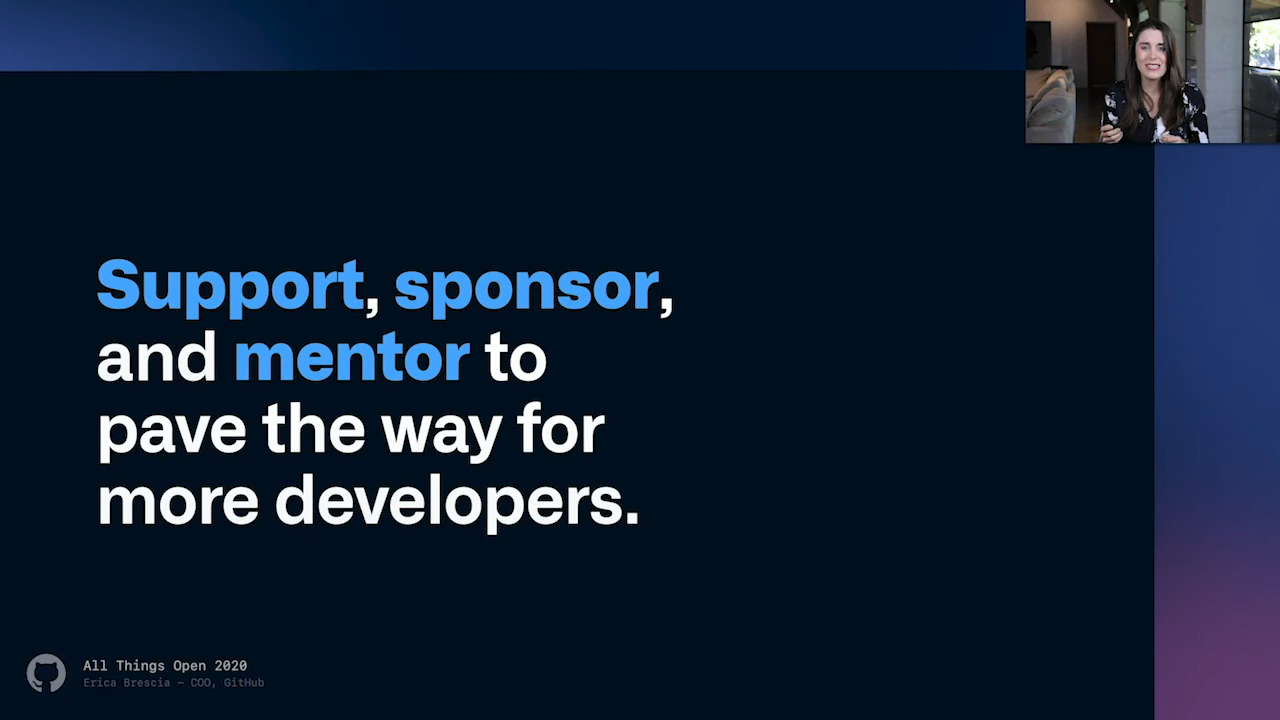 Support, sponsor,
and mentor to
pave the way for
more developers.
All Things Open 2020
Erica Brescia – COO, GitHub